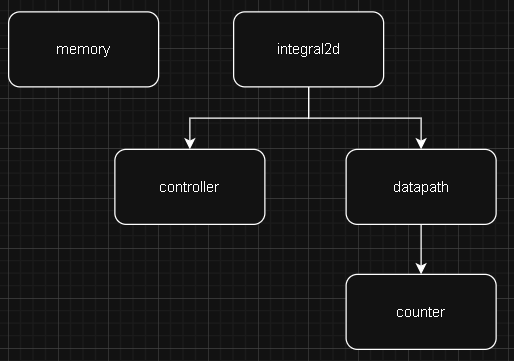 memory
integral2d
controller
datapath
counter